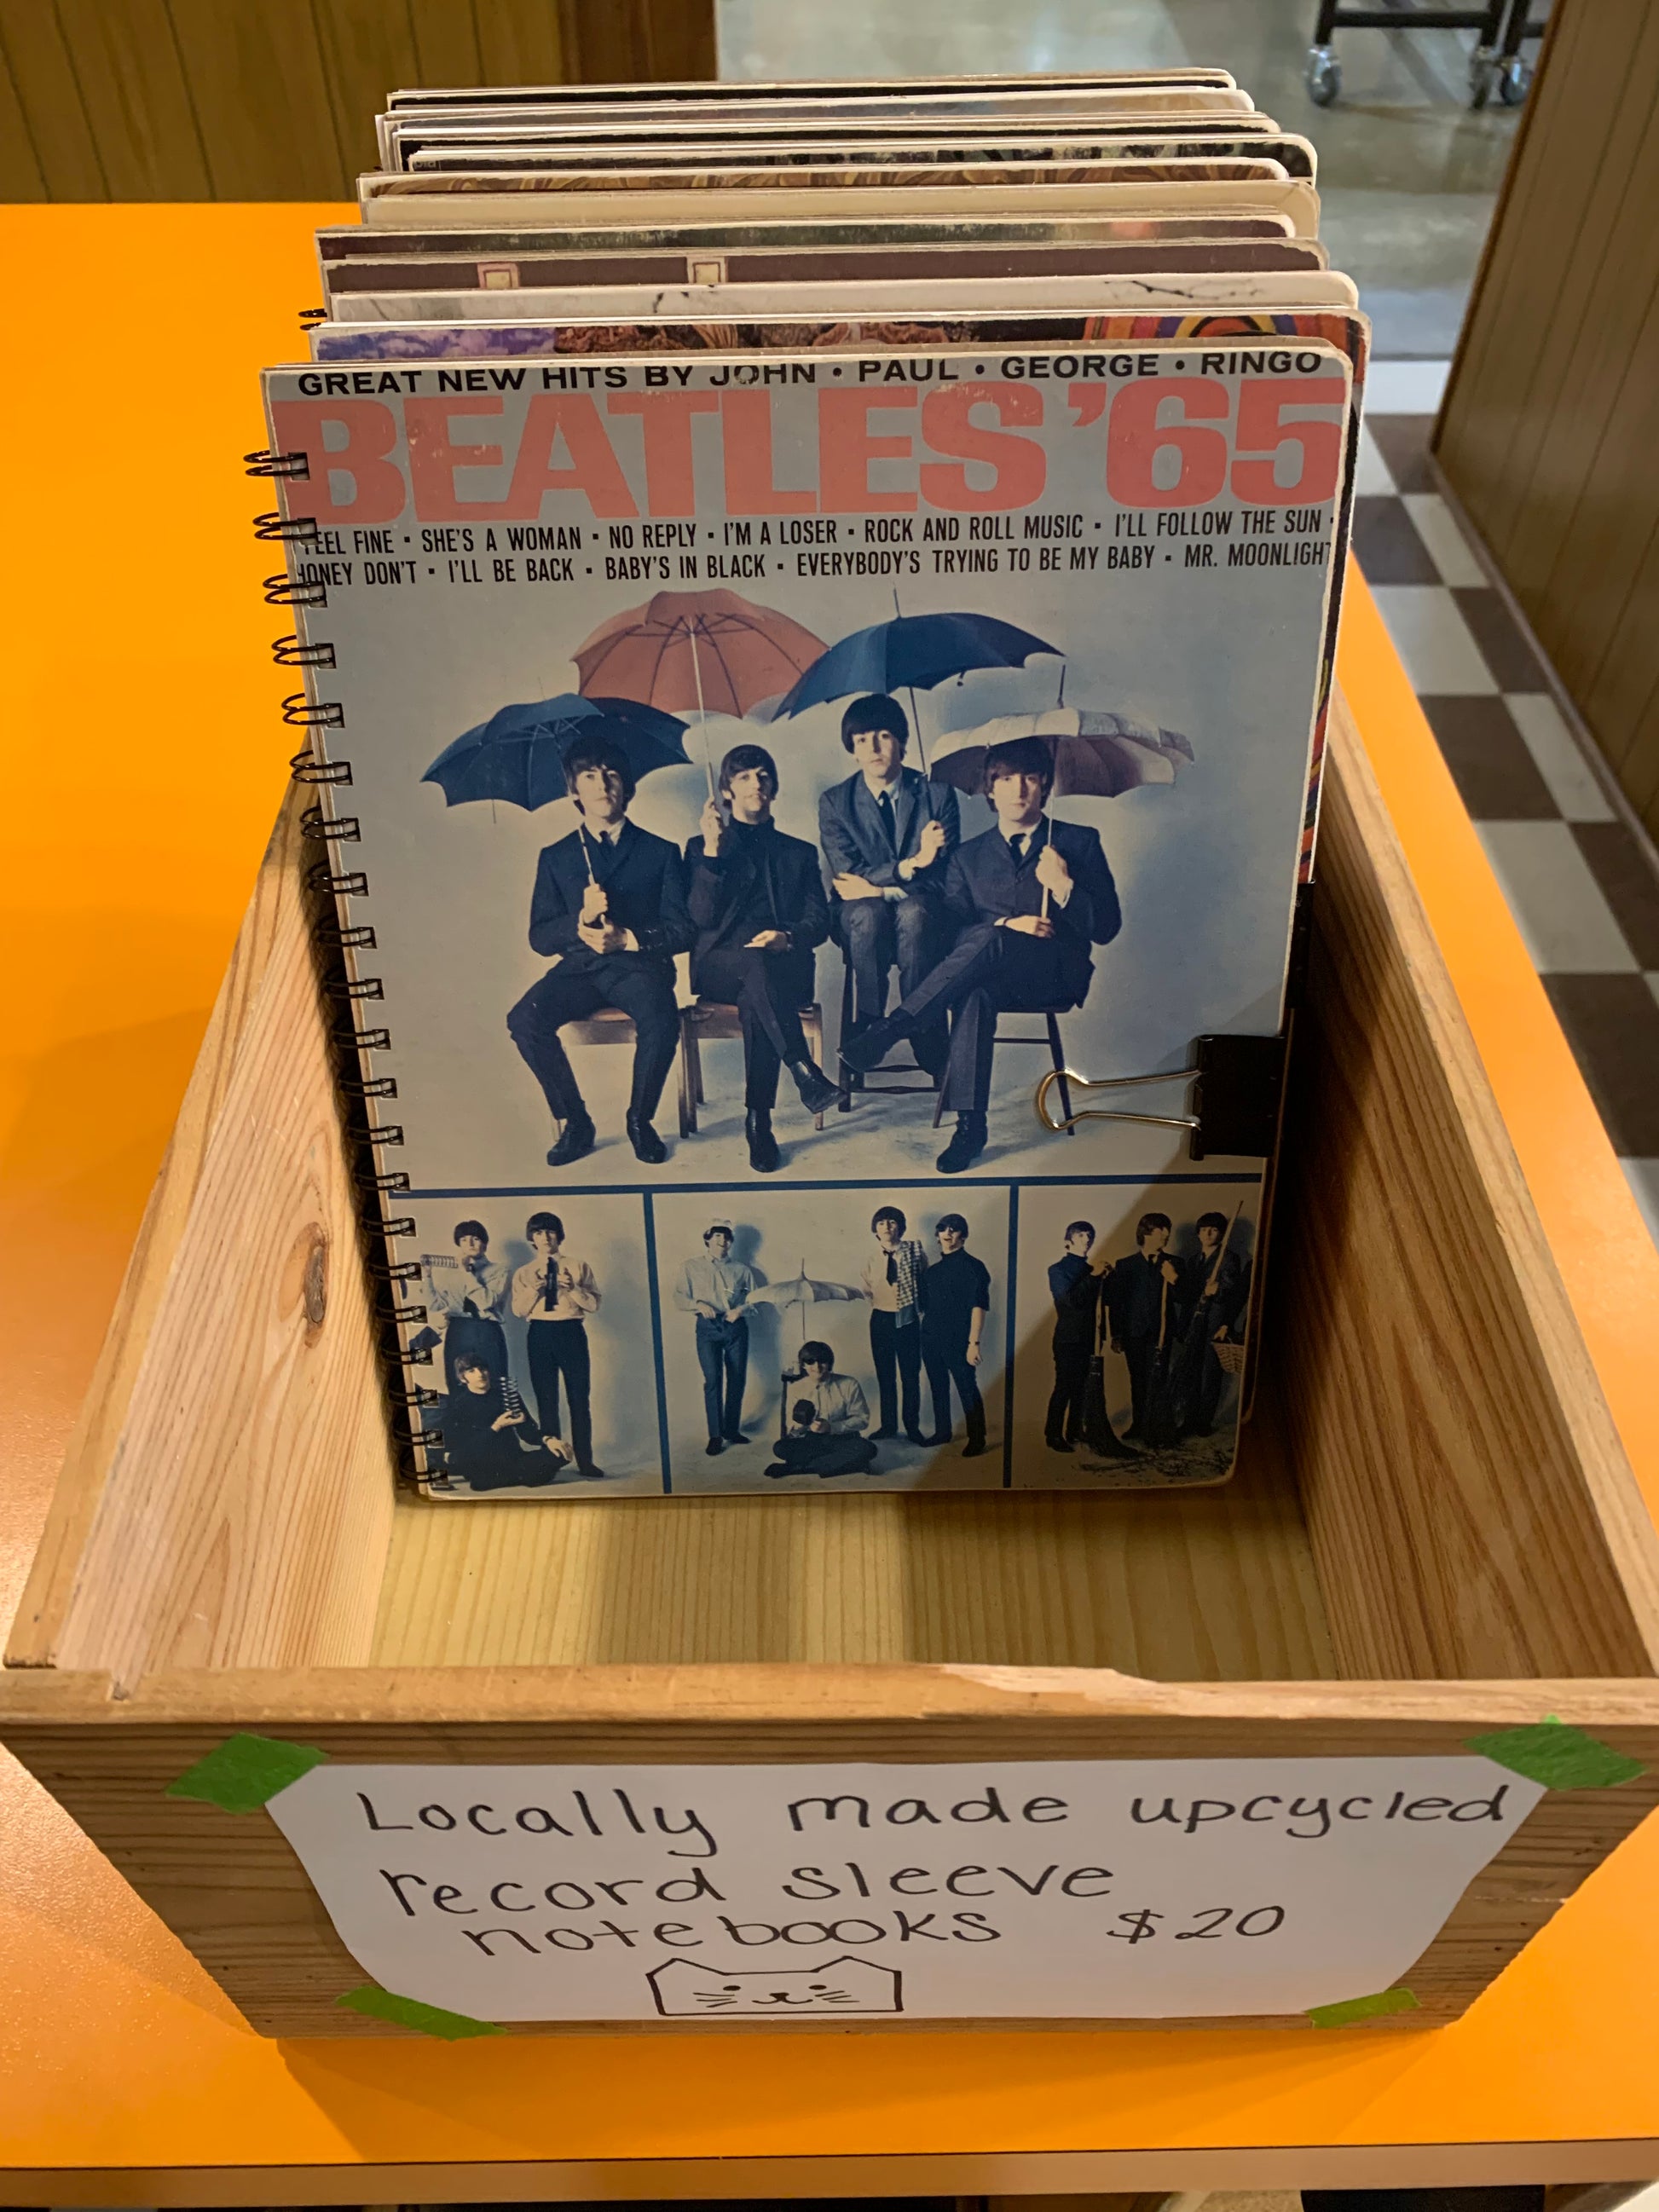 GREAT NEW HITS BY JOHN • PAUL • GEORGE • RINGO
BEATLES '65
FEEL FINE ▪ SHE'S A WOMAN ▪ NO REPLY ▪ I'M A LOSER ▪ ROCK AND ROLL MUSIC ▪ I'LL FOLLOW THE SUN ▪
HONEY DON'T ▪ I'LL BE BACK ▪ BABY'S IN BLACK ▪ EVERYBODY'S TRYING TO BE MY BABY ▪ MR. MOONLIGHT
Locally made upcycled
record sleeve
notebooks $20